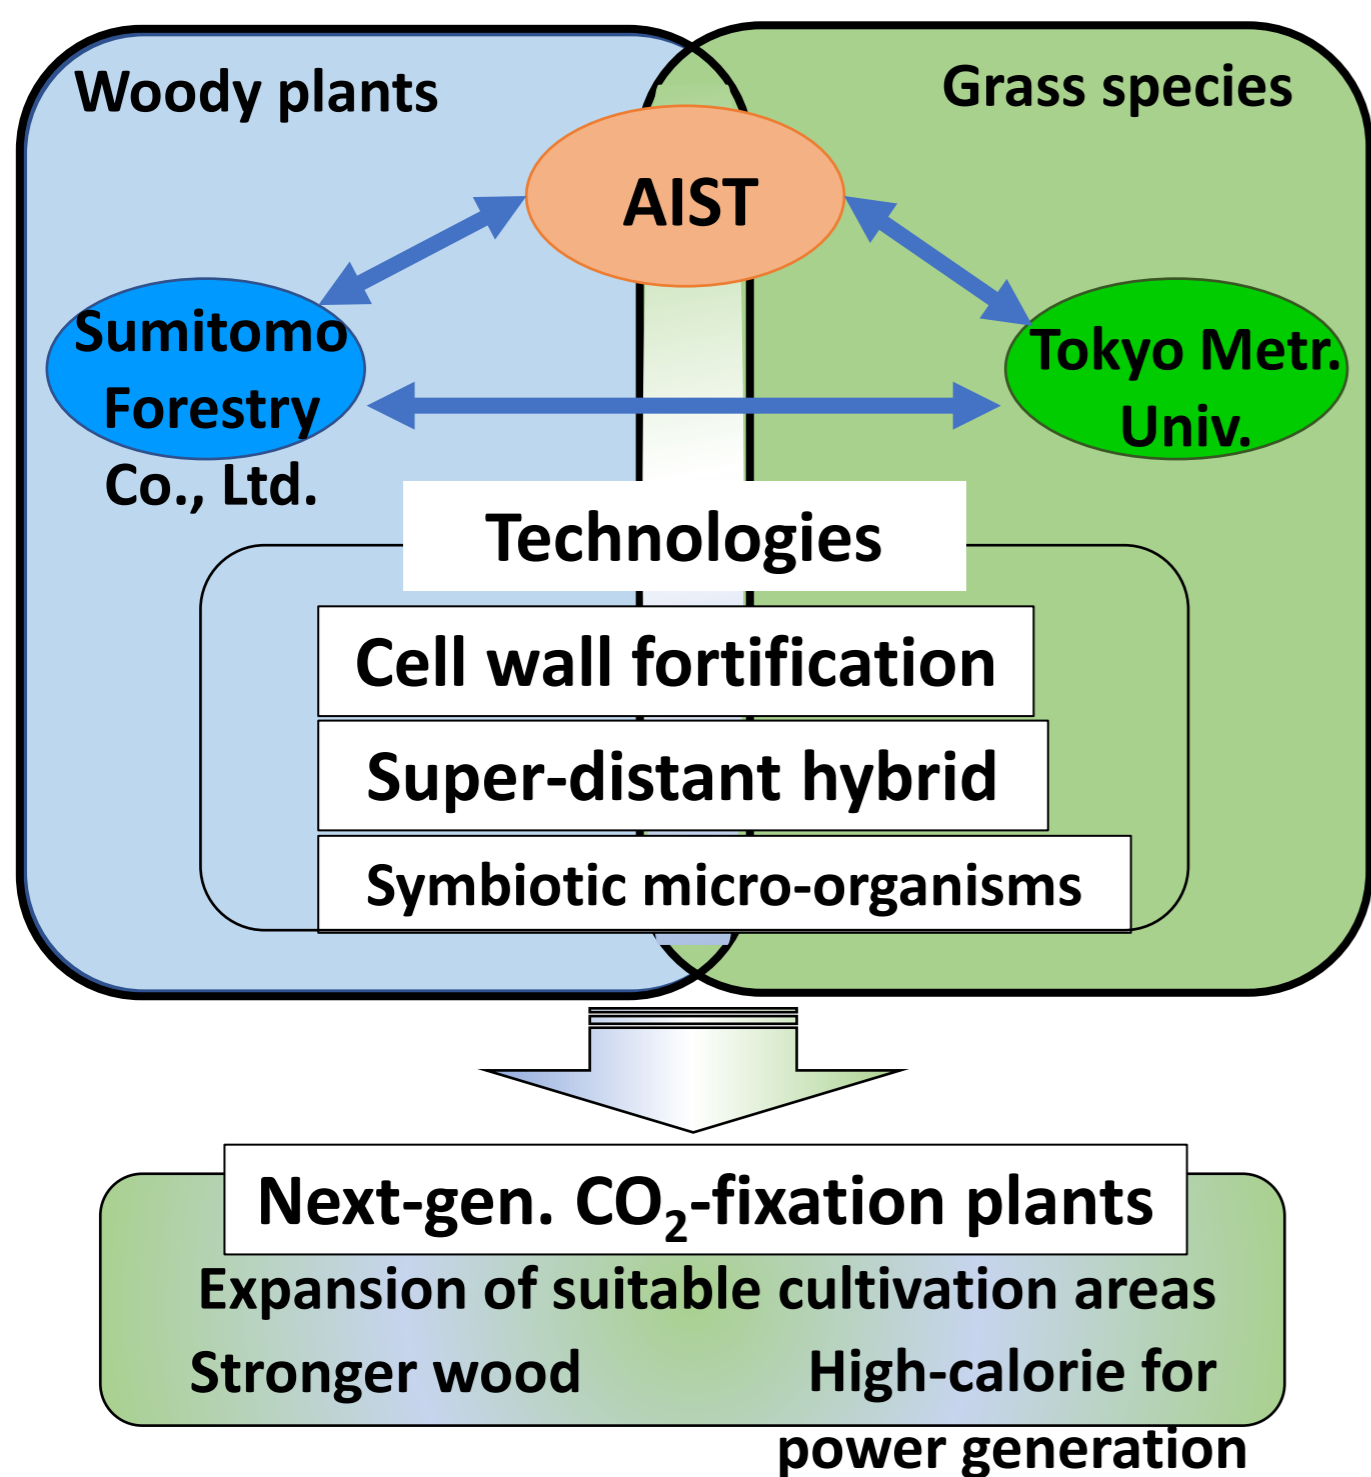 Woody plants
Grass species
AIST
Sumitomo
Forestry
Co., Ltd.
Tokyo Metr.
Univ.
Technologies
Cell wall fortification
Super-distant hybrid
Symbiotic micro-organisms
Next-gen. CO₂-fixation plants
Expansion of suitable cultivation areas
Stronger wood
High-calorie for
power generation